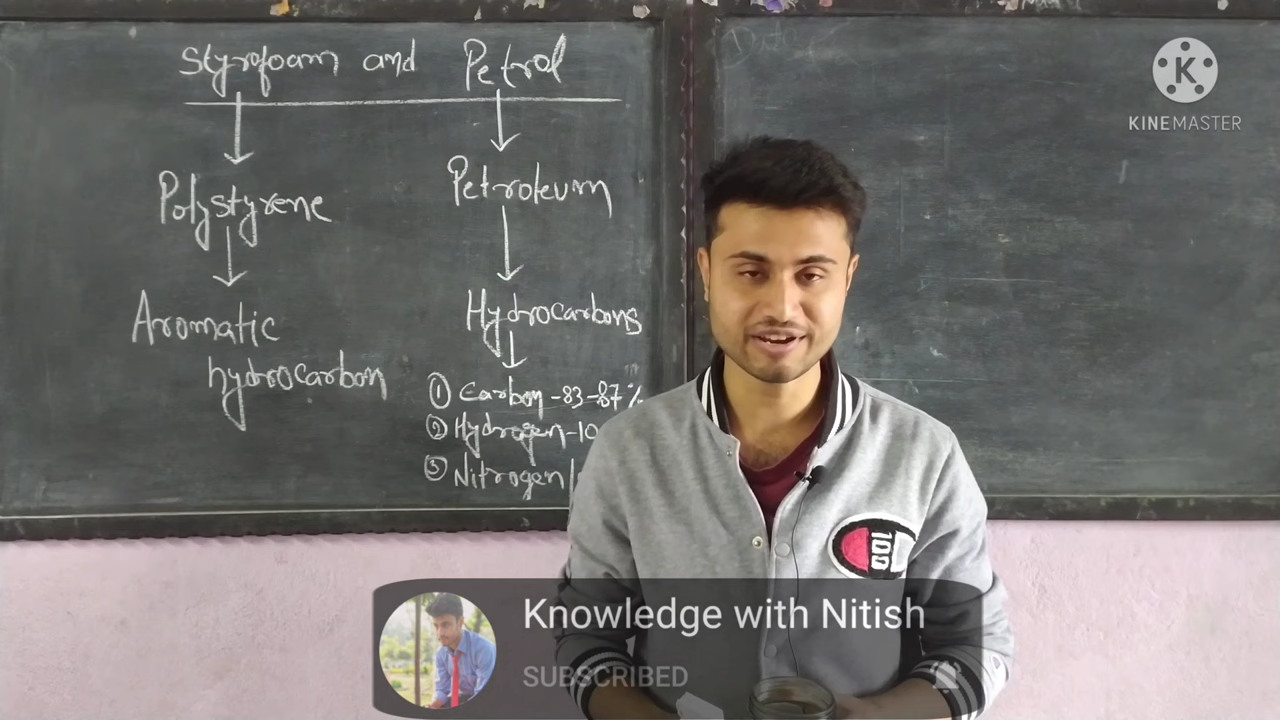 Styrofoam and Petrol
Polystyrene
Petroleum
Aromatic
hydrocarbon
Hydrocarbons
① Carbon-83-87%
② Hydrogen-10
③ Nitrogen/
KINEMASTER
100
Knowledge with Nitish
SUBSCRIBED